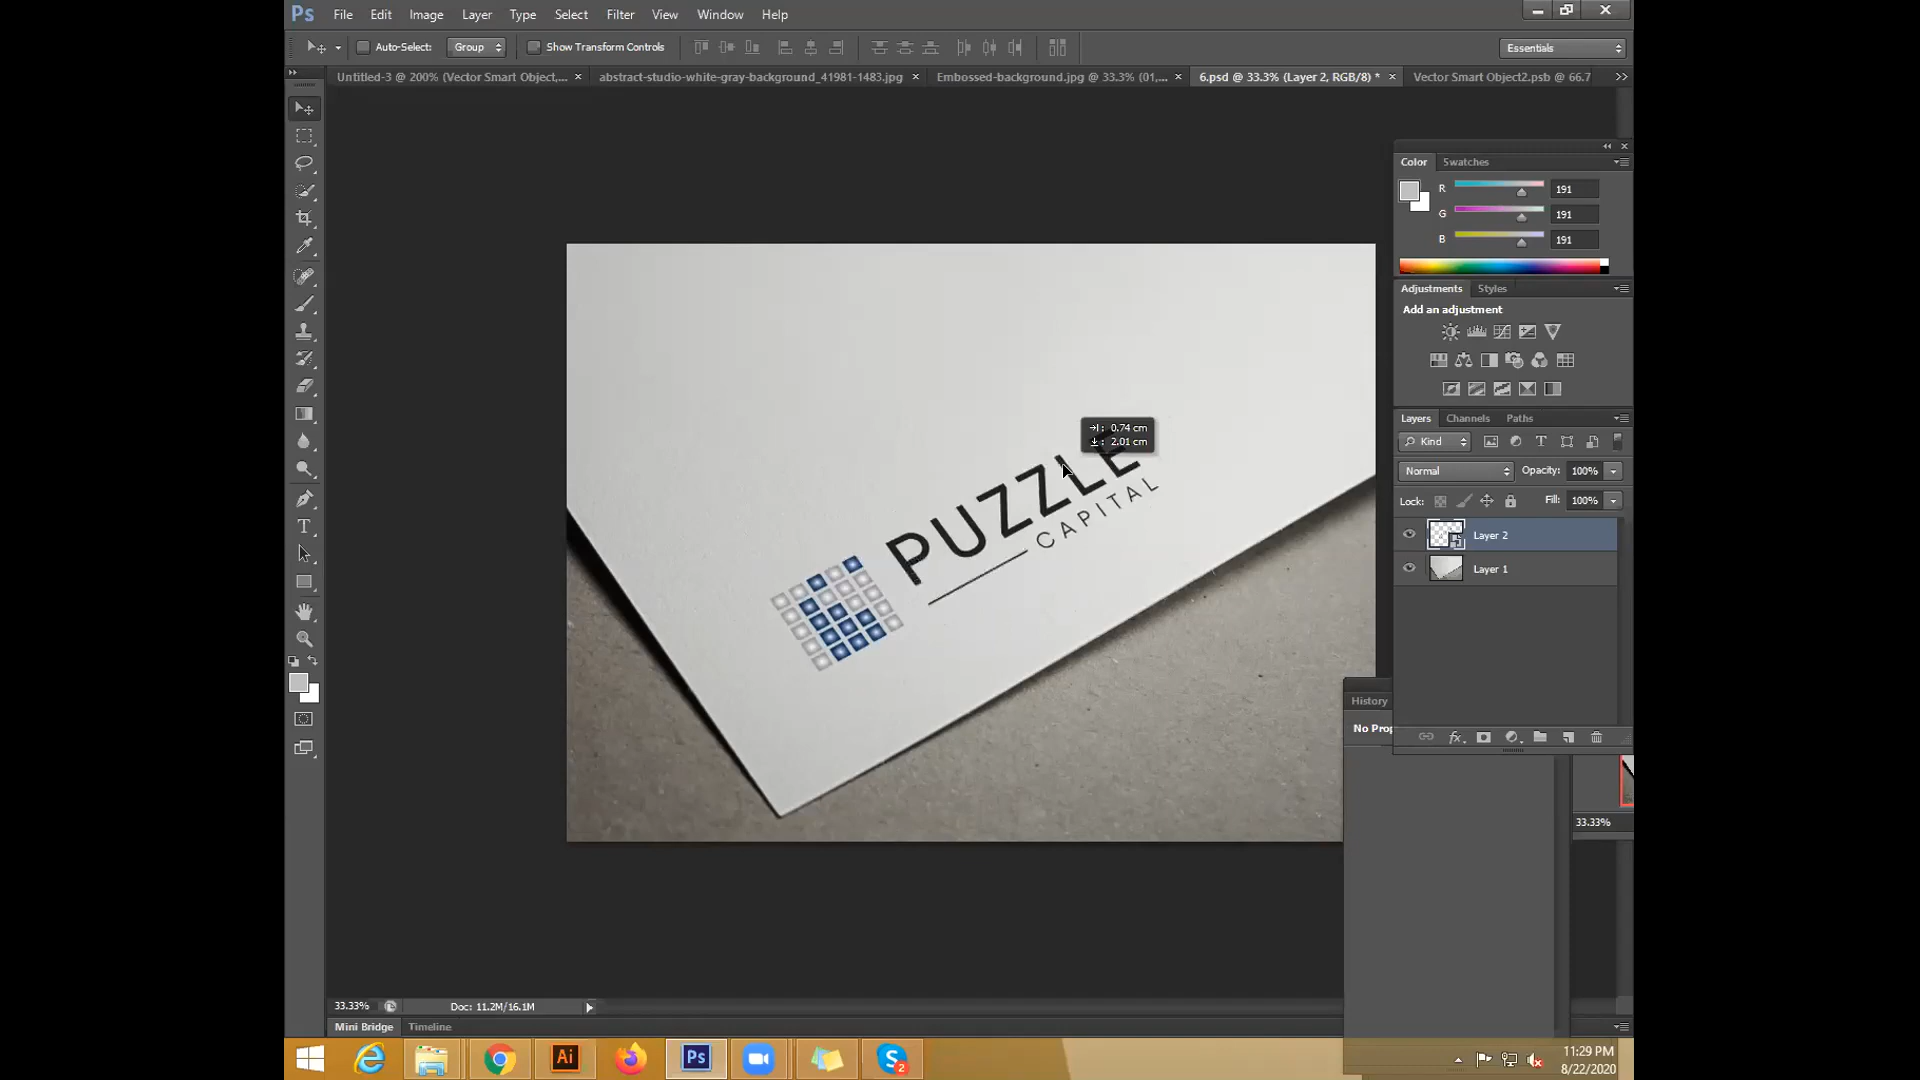 Ps File Edit Image Layer Type Select Filter View Window Help
Auto-Select: Group Show Transform Controls Essentials
Untitled-3 @ 200% (Vector Smart Object,... × abstract-studio-white-gray-background_41981-1483.jpg × Embossed-background.jpg @ 33.3% (01,... × 6.psd @ 33.3% (Layer 2, RGB/8) * × Vector Smart Object2.psb @ 66.7
Color Swatches
R 191
G 191
B 191
Adjustments Styles
Add an adjustment
Layers Channels Paths
Kind
Normal Opacity: 100%
Lock: Fill: 100%
Layer 2
Layer 1
: 0.74 cm
: 2.01 cm
PUZZLE
CAPITAL
History
No Prop
33.33%
33.33% Doc: 11.2M/16.1M
Mini Bridge Timeline
Ai Ps S 2
11:29 PM
8/22/2020